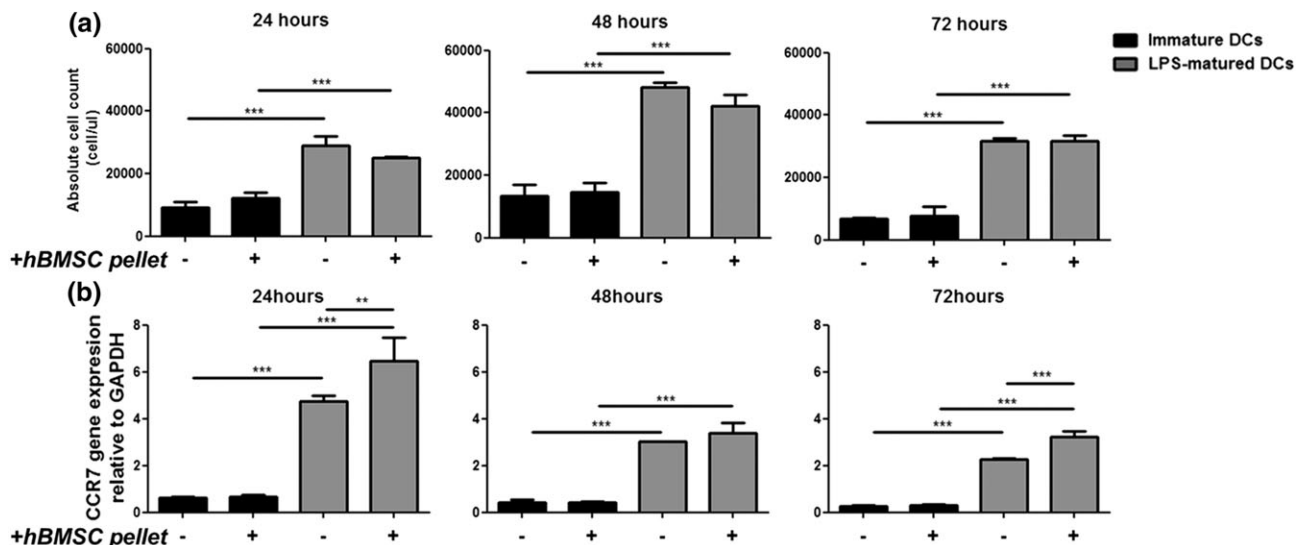 (a)
24 hours
48 hours
72 hours
Immature DCs
LPS-matured DCs
Absolute cell count
(cell/ul)
60000
40000
20000
0
***
***
60000
40000
20000
0
***
***
60000
40000
20000
0
***
***
+hBMSC pellet - + - + - + - + - + - +
(b)
24hours
48hours
72hours
CCR7 gene expresion
relative to GAPDH
8
6
4
2
0
**
***
***
8
6
4
2
0
***
***
8
6
4
2
0
***
***
***
+hBMSC pellet - + - + - + - + - + - +